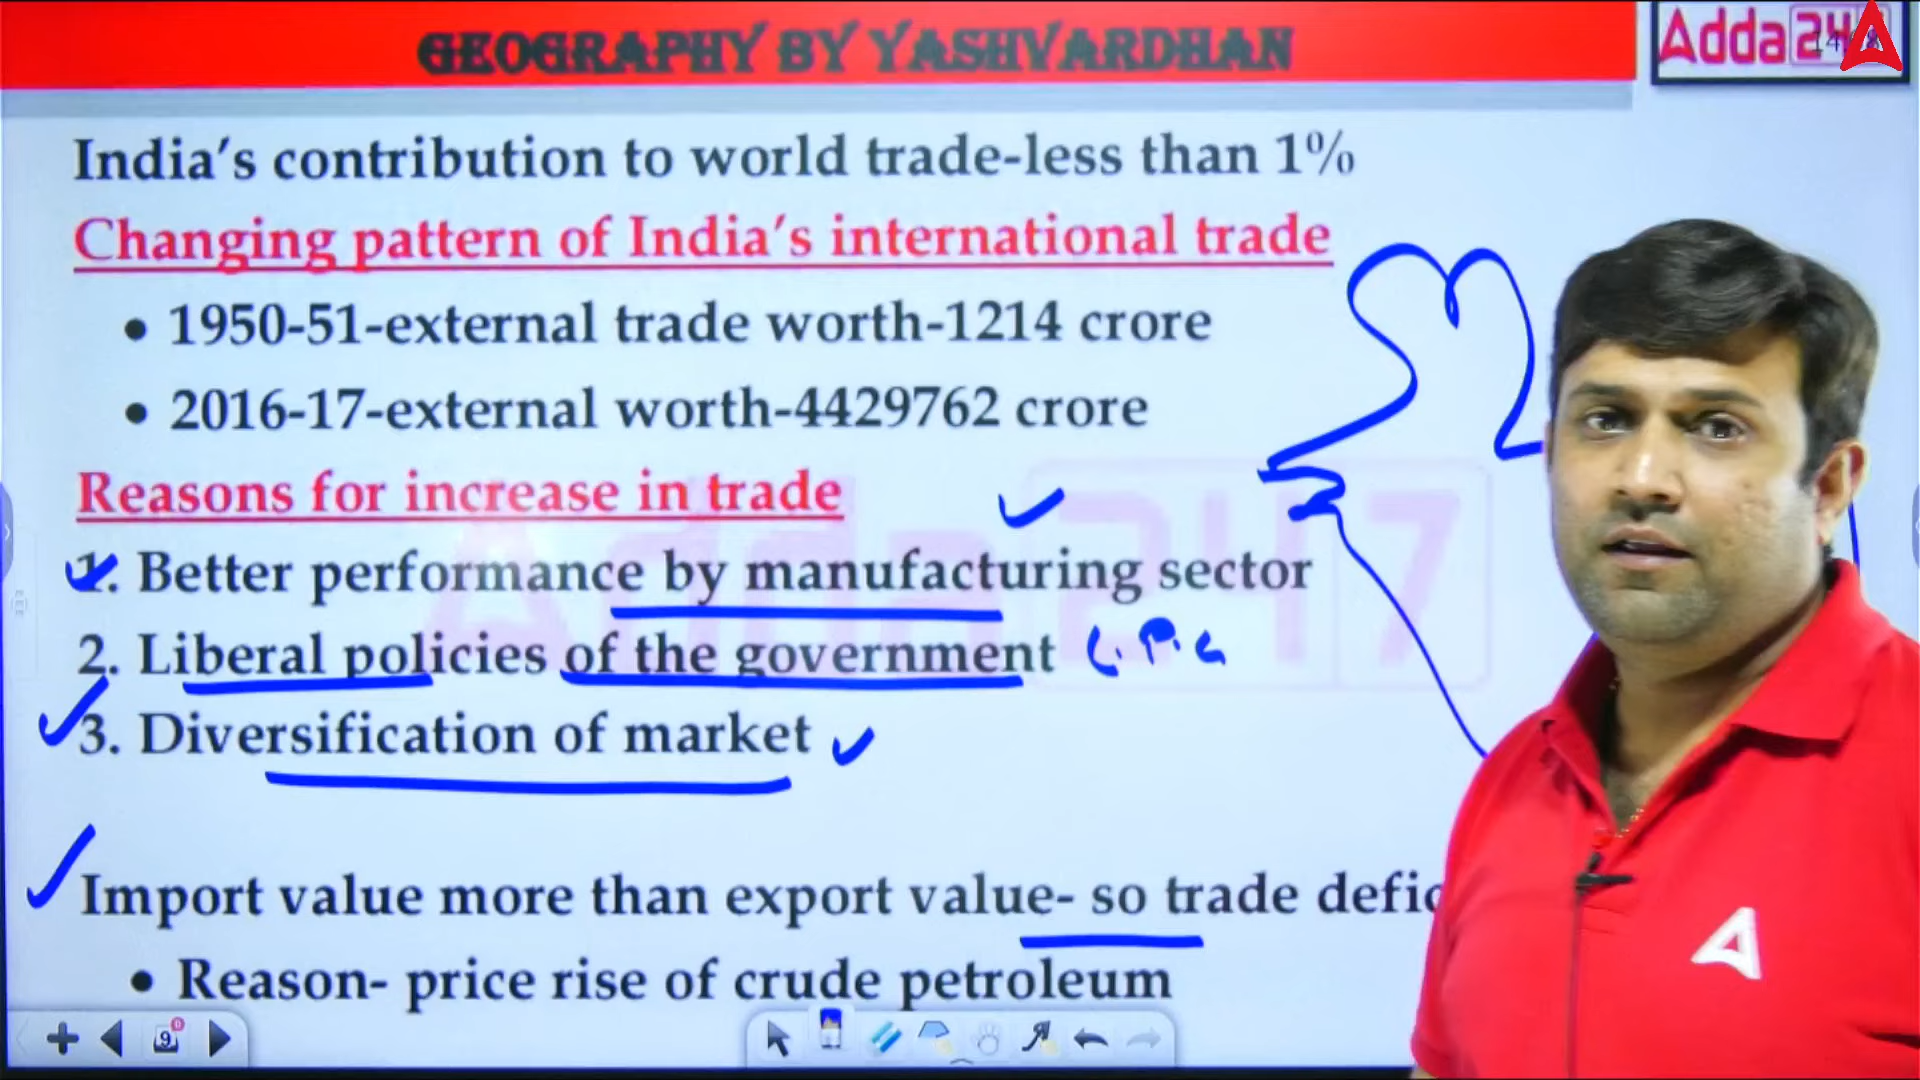 GEOGRAPHY BY YASHVARDHAN
Adda24
India's contribution to world trade-less than 1%
Changing pattern of India's international trade
• 1950-51-external trade worth-1214 crore
• 2016-17-external worth-4429762 crore
Reasons for increase in trade
1. Better performance by manufacturing sector
2. Liberal policies of the government L.P.G
3. Diversification of market
Import value more than export value- so trade defic
• Reason- price rise of crude petroleum
9
Adda247